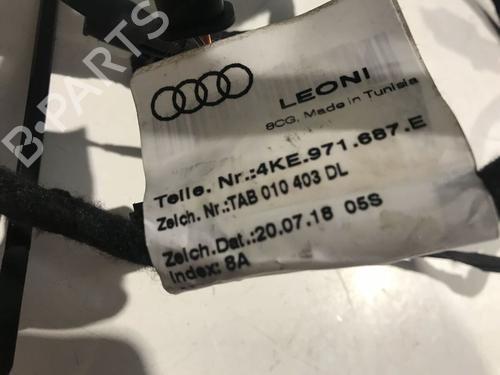 LEONI
8CG, Made in Tunisia
Teile. Nr.:4KE.971.687.E
Zeich. Nr.:TAB 010 403 DL
Zeich.Dat.:20.07.18 05S
Index: 8A
B-PARTS